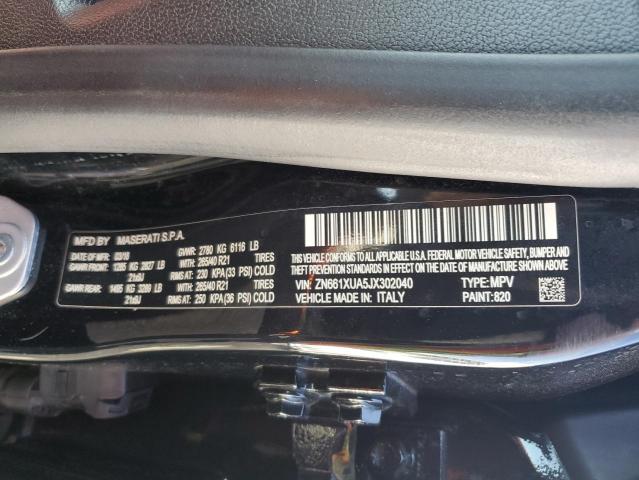 MFD BY MASERATI S.P.A.
DATE OF MFR: 03/18 GVWR: 2780 KG 6116 LB
GAWR FRONT: 1285 KG 2827 LB WITH 265/40 R21 TIRES
21x9J RIMS AT 230 KPA (33 PSI) COLD
GAWR REAR: 1495 KG 3289 LB WITH 265/40 R21 TIRES
21x9J RIMS AT 250 KPA (36 PSI) COLD
THIS VEHICLE CONFORMS TO ALL APPLICABLE U.S.A.
FEDERAL MOTOR VEHICLE SAFETY, BUMPER AND
THEFT PREVENTION STANDARDS IN EFFECT ON THE
DATE OF MANUFACTURE SHOWN ABOVE
VIN: ZN661XUA5JX302040 TYPE: MPV
VEHICLE MADE IN: ITALY PAINT: 820